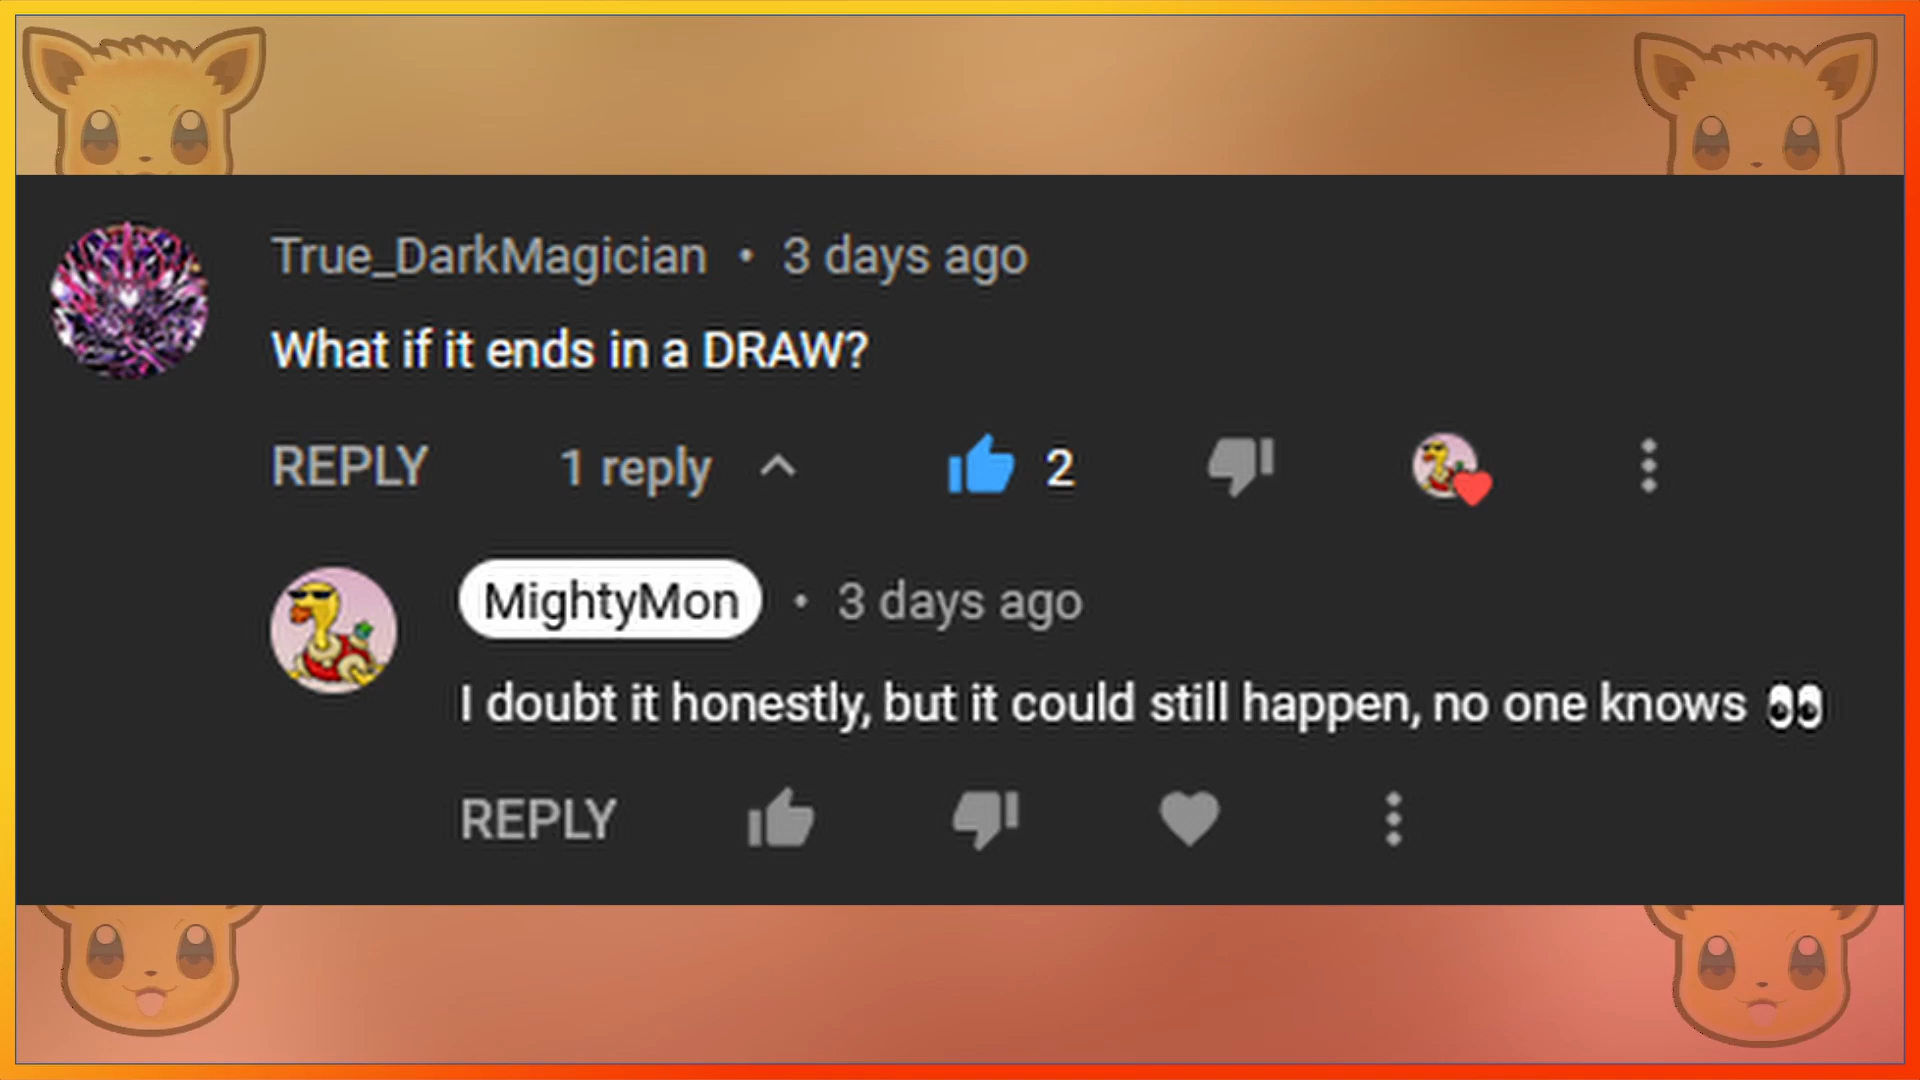 True_DarkMagician • 3 days ago
What if it ends in a DRAW?
REPLY 1 reply 2
MightyMon • 3 days ago
I doubt it honestly, but it could still happen, no one knows 👀
REPLY